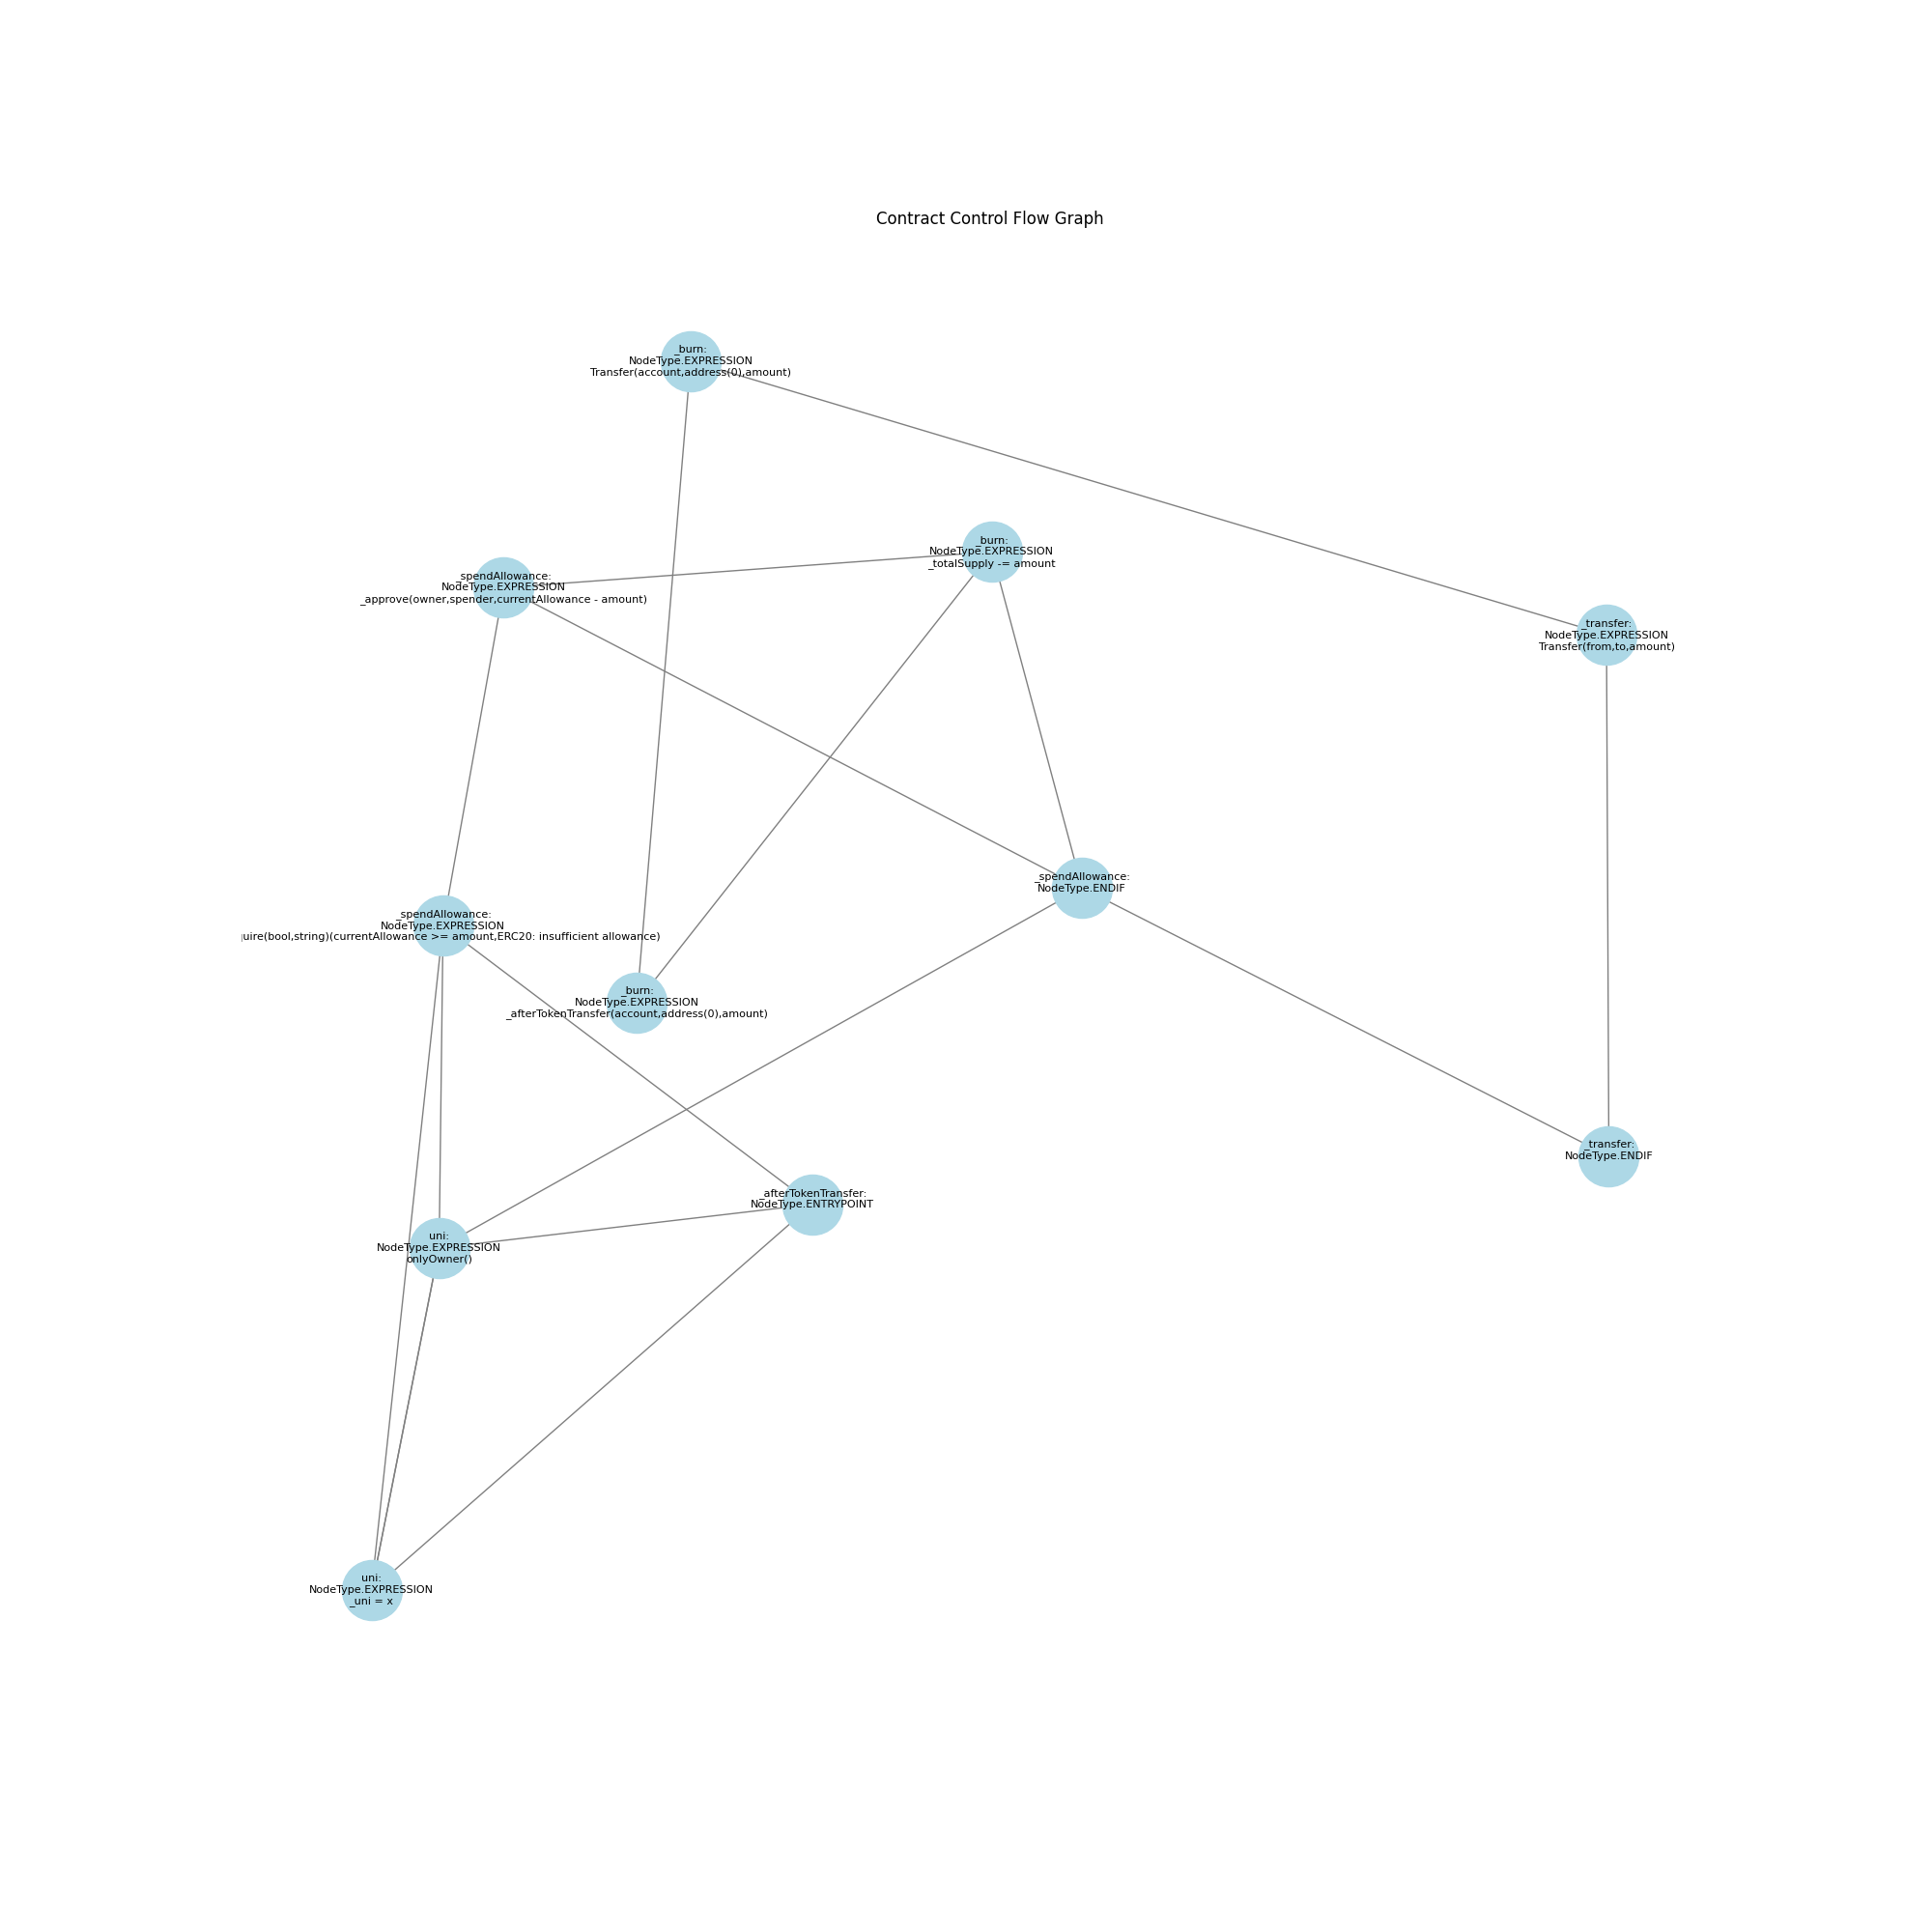 Contract Control Flow Graph
_burn:
NodeType.EXPRESSION
Transfer(account,address(0),amount)
_burn:
NodeType.EXPRESSION
_totalSupply -= amount
_spendAllowance:
NodeType.EXPRESSION
_approve(owner,spender,currentAllowance - amount)
_transfer:
NodeType.EXPRESSION
Transfer(from,to,amount)
_spendAllowance:
NodeType.ENDIF
_spendAllowance:
NodeType.EXPRESSION
quire(bool,string)(currentAllowance >= amount,ERC20: insufficient allowance)
_burn:
NodeType.EXPRESSION
_afterTokenTransfer(account,address(0),amount)
_transfer:
NodeType.ENDIF
_afterTokenTransfer:
NodeType.ENTRYPOINT
uni:
NodeType.EXPRESSION
onlyOwner()
uni:
NodeType.EXPRESSION
_uni = x